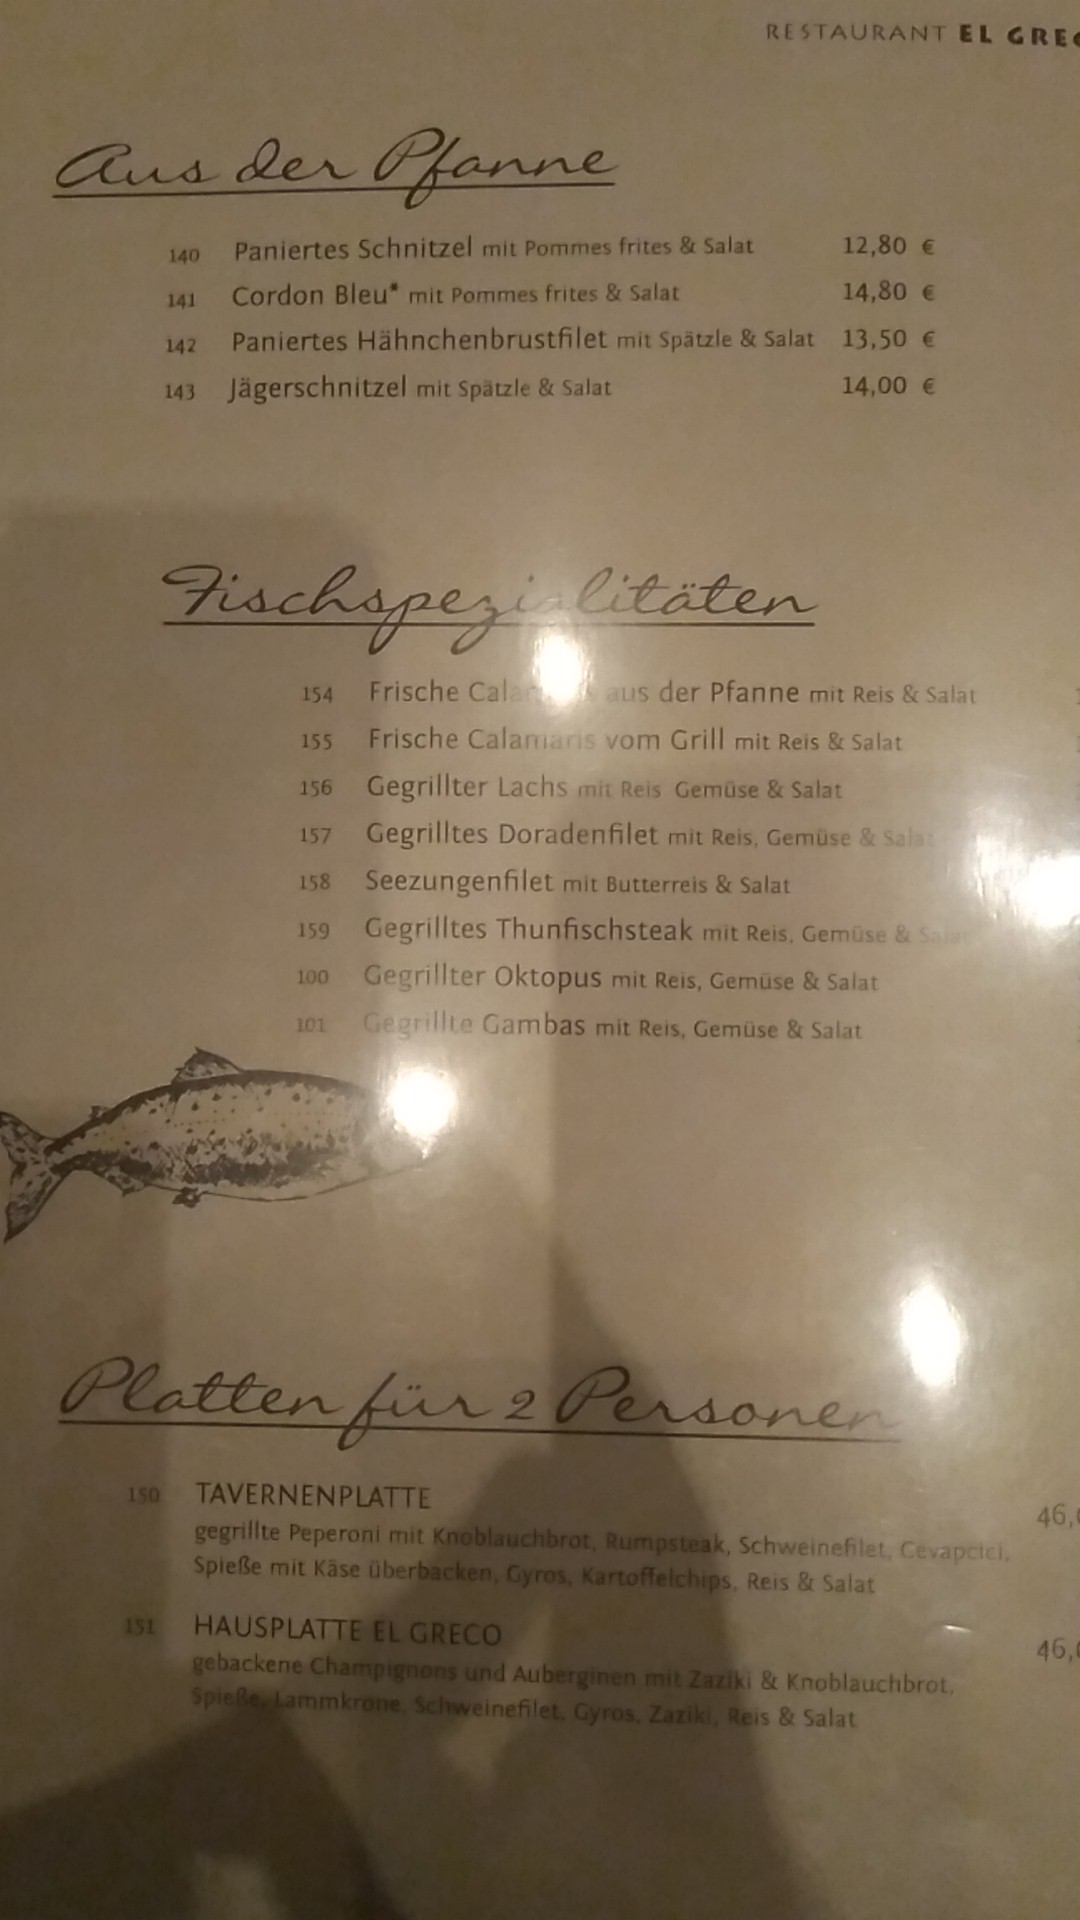 RESTAURANT EL
Aus der Pfanne
140 Paniertes Schnitzel mit Pommes frites & Salat 12,80 €
141 Cordon Bleu* mit Pommes frites & Salat 14,80 €
142 Paniertes Hähnchenbrustfilet mit Spätzle & Salat 13,50 €
143 Jägerschnitzel mit Spätzle & Salat 14,00 €
Fischspezialitäten
154 Frische aus der Pfanne mit Reis & Salat
155 Frische Calamaris vom Grill mit Reis & Salat
156 Gegrillter Lachs mit Reis Gemüse & Salat
157 Gegrilltes Doradenfilet mit Reis, Gemüse & Salat
158 Seezungenfilet mit Butterreis & Salat
159 Gegrilltes Thunfischsteak mit Reis, Gemüse & Salat
100 Gegrillter Oktopus mit Reis, Gemüse & Salat
101 Gegrillte Gambas mit Reis, Gemüse & Salat
Platten für 2 Personen
150 TAVERNENPLATTE
gegrillte Peperoni mit Knoblauchbrot, Rumpsteak, Schweinefilet, Cevapcici,
Spieße mit Käse überbacken, Gyros, Kartoffelchips, Reis & Salat
151 HAUSPLATTE EL GRECO
gebackene Champignons und Auberginen mit Zaziki & Knoblauchbrot,
Spieße, Lammkrone, Schweinefilet, Gyros, Zaziki, Reis & Salat